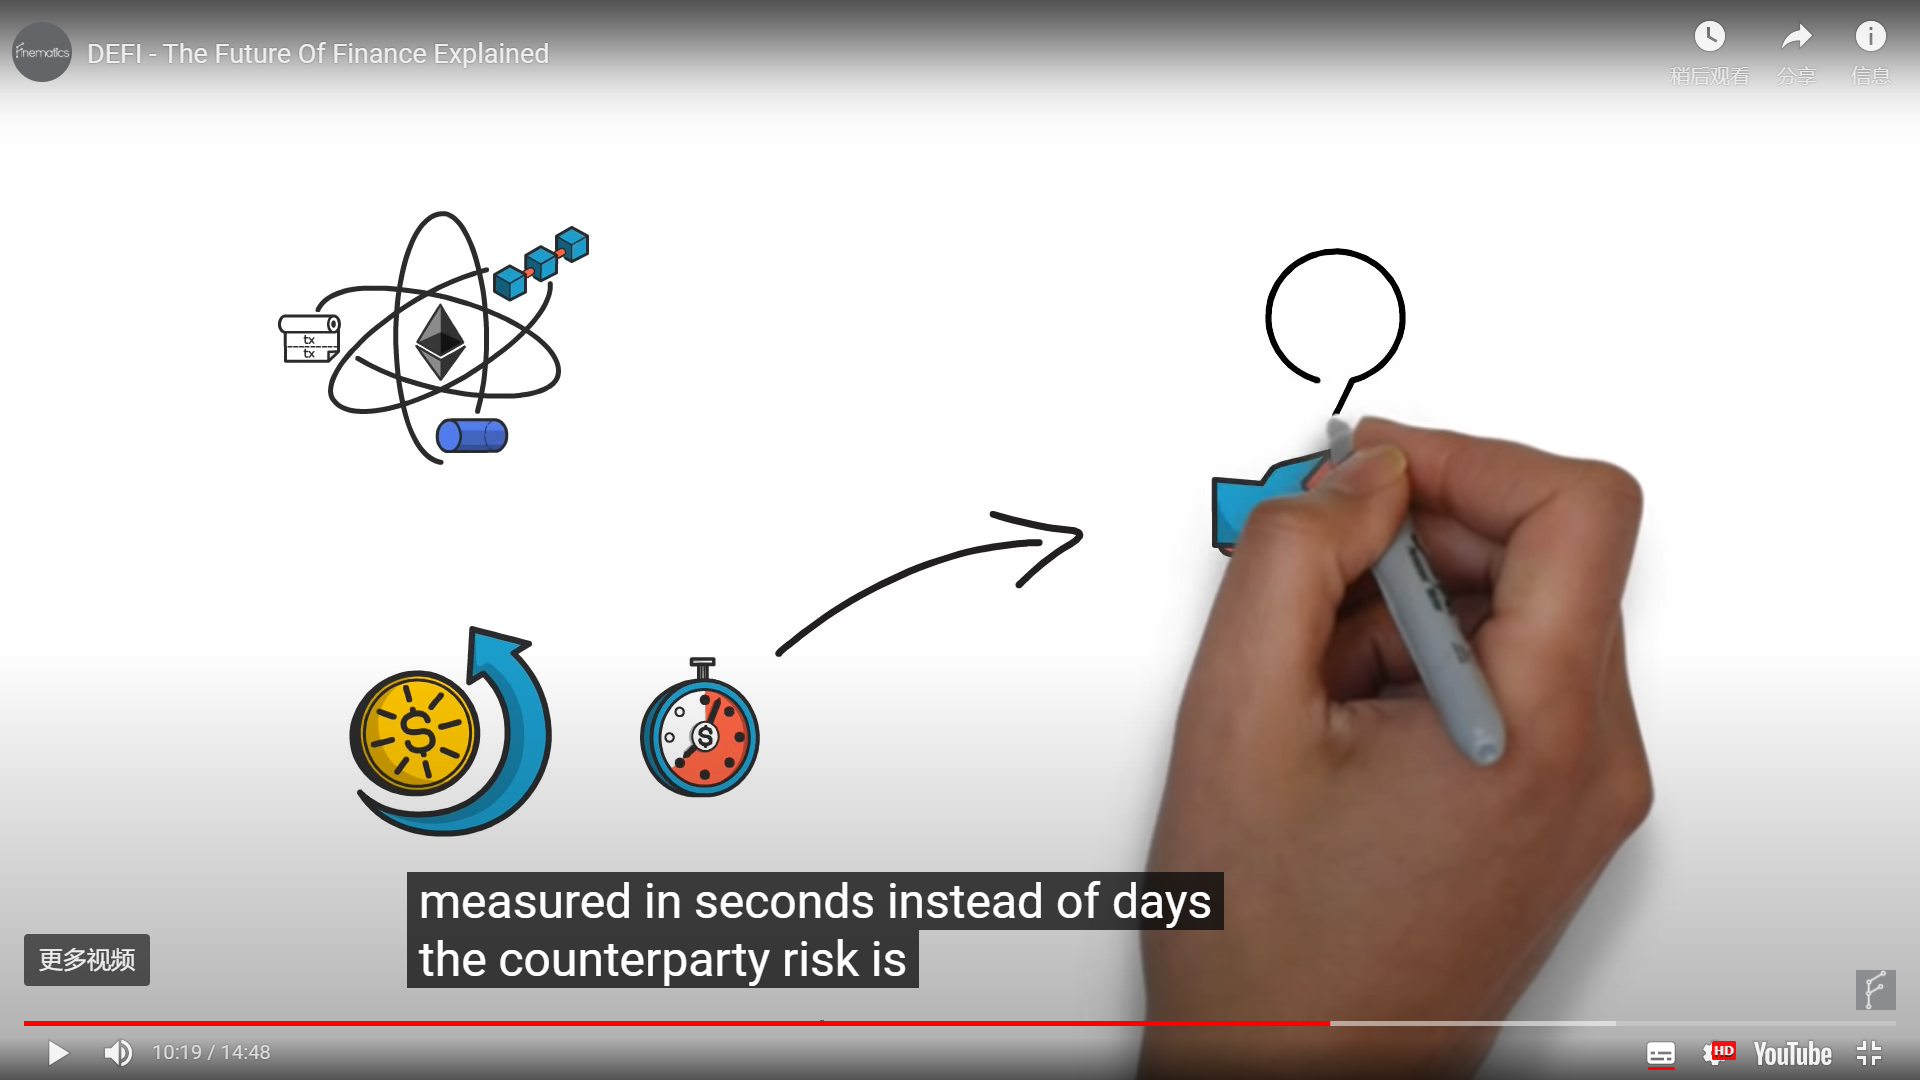 Finematics
DEFI - The Future Of Finance Explained
稍后观看
分享
信息
tx
tx
$
$
measured in seconds instead of days
the counterparty risk is
更多视频
10:19 / 14:48
HD
YouTube